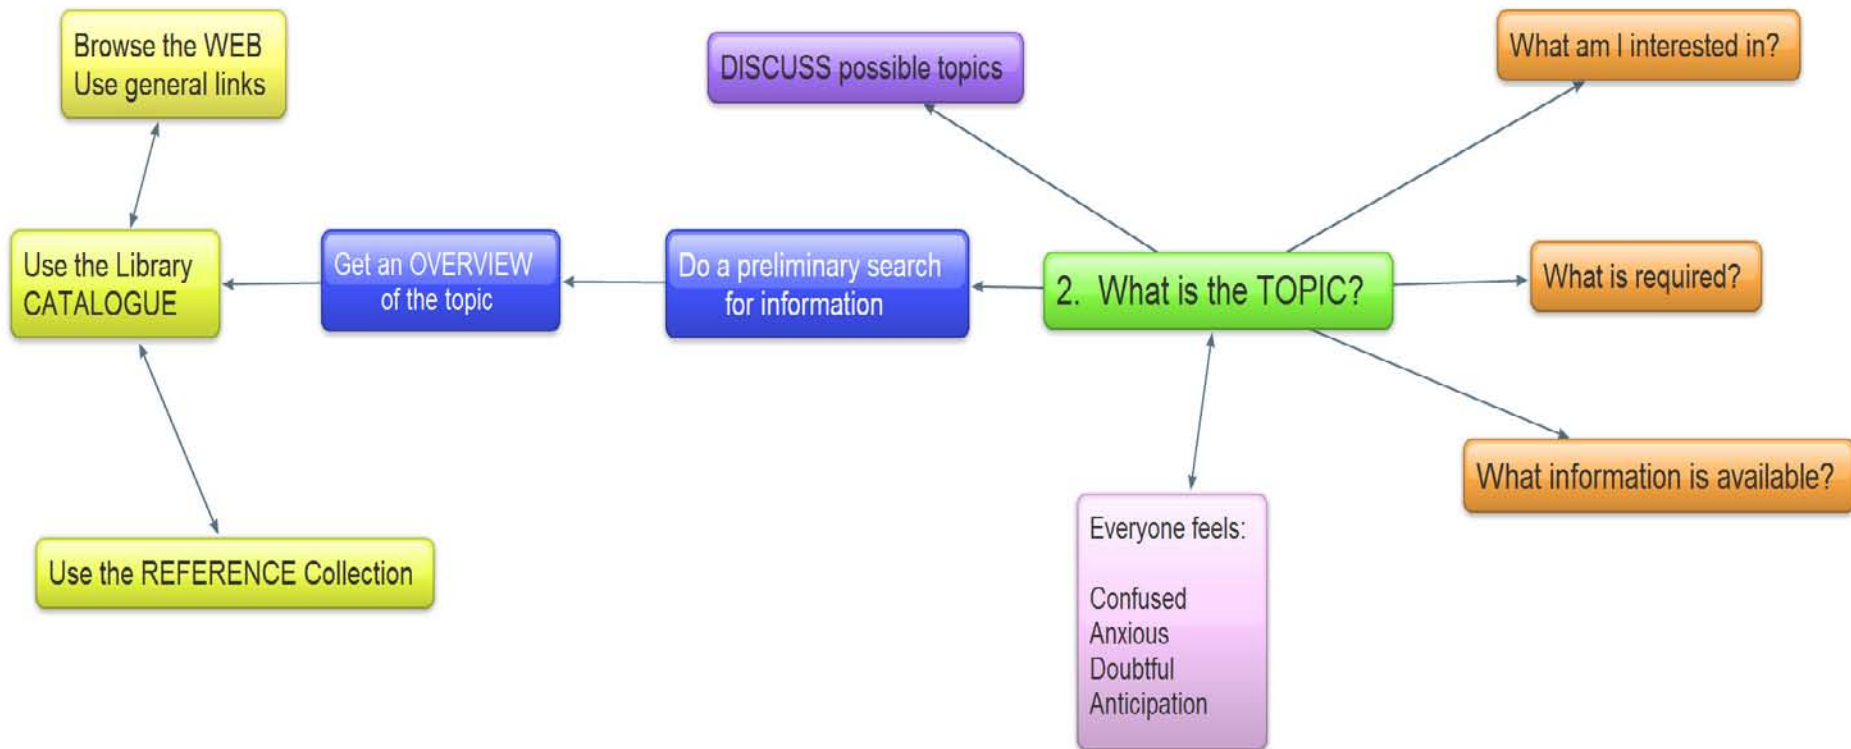 Browse the WEB
Use general links
DISCUSS possible topics
What am I interested in?
Use the Library
CATALOGUE
Get an OVERVIEW
of the topic
Do a preliminary search
for information
2. What is the TOPIC?
What is required?
What information is available?
Use the REFERENCE Collection
Everyone feels:
Confused
Anxious
Doubtful
Anticipation